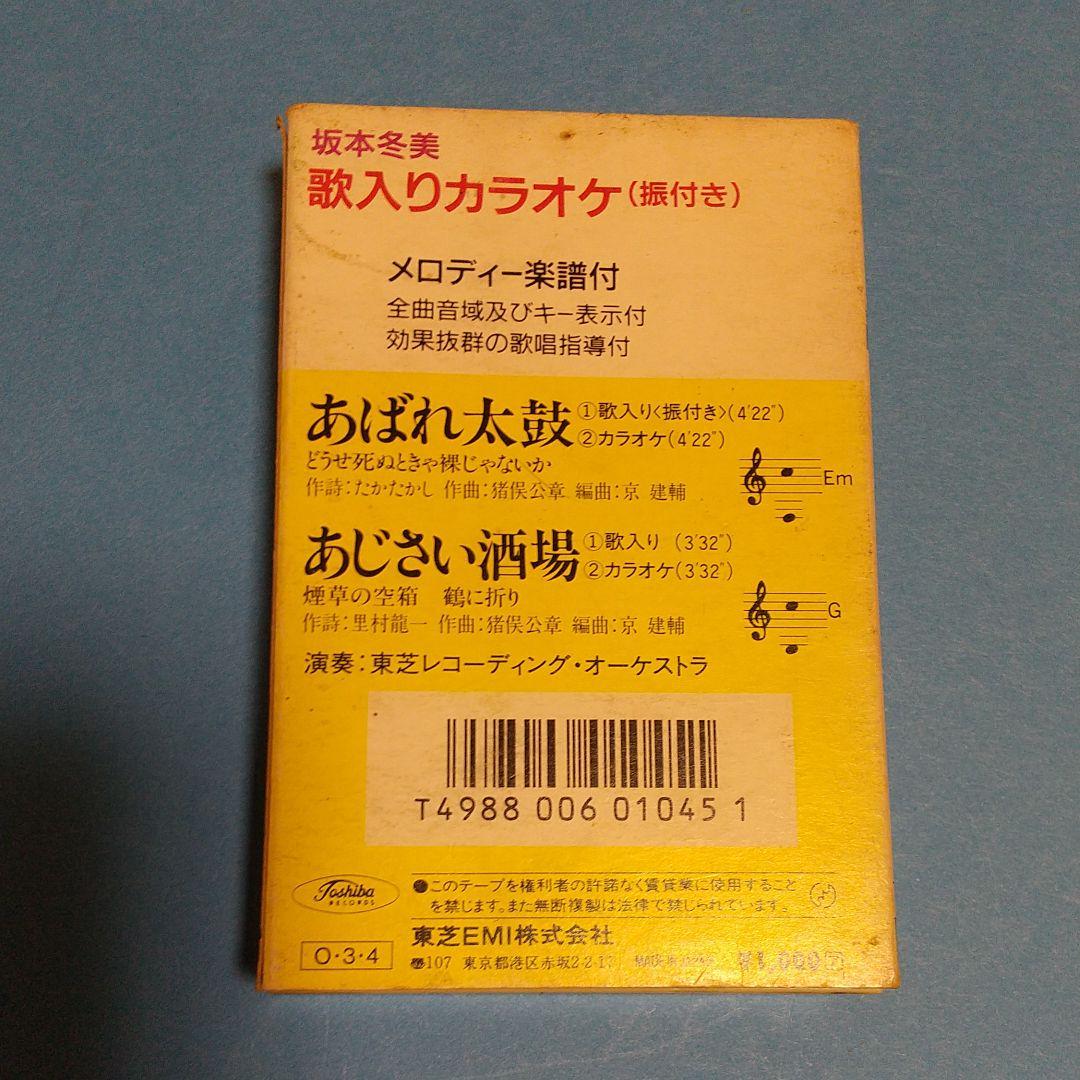 坂本冬美
歌入りカラオケ(振付き)
メロディー楽譜付
全曲音域及びキー表示付
効果抜群の歌唱指導付
あばれ太鼓 ①歌入り<振付き>(4'22")
②カラオケ(4'22")
どうせ死ぬときゃ裸じゃないか
作詩:たかたかし 作曲:猪俣公章 編曲:京 建輔
Em
あじさい酒場 ①歌入り (3'32")
②カラオケ(3'32")
煙草の空箱 鶴に折り
作詩:里村龍一 作曲:猪俣公章 編曲:京 建輔
G
演奏:東芝レコーディング・オーケストラ
T4988 006 01045 1
Toshiba
RECORDS
●このテープを権利者の許諾なく賃貸業に使用すること
を禁じます。また無断複製は法律で禁じられています。
東芝EMI株式会社
0・3・4
〒107 東京都港区赤坂2-2-17 MADE IN JAPAN ¥1,000